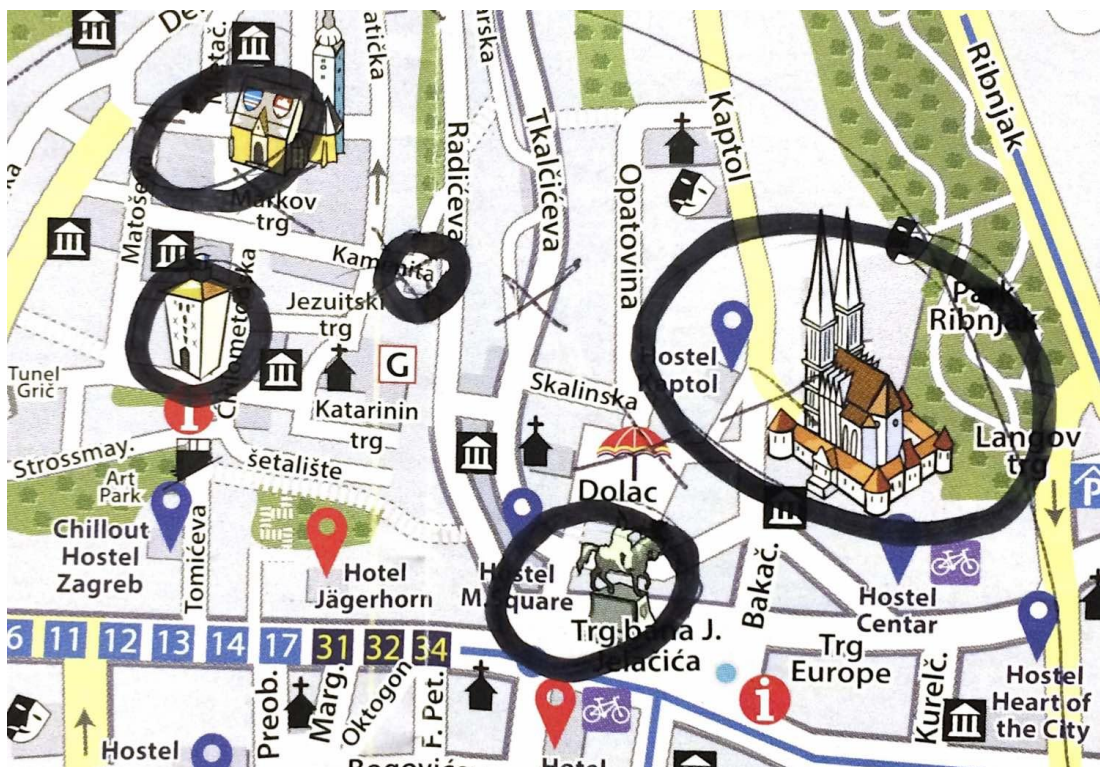 atička
Kaptol
Ribnjak
Radićeva
Tkalčićeva
Opatovina
Markov
trg
Kamenita
Jezuitski
trg
Park
Ribnjak
Hostel
Kaptol
Tunel
Grič
G
Skalinska
Katarinin
trg
i
Langov
trg
Strossmay.
šetalište
Art
Park
Dolac
P
Chillout
Hostel
Zagreb
Tomićeva
Hotel
Jägerhorn
Hostel
M.Square
Bakač.
Hostel
Centar
Trg bana J.
Jelačića
6 11 12 13 14 17 31 32 34
Trg
Europe
Kurelč.
Hostel
Heart of
the City
i
Preob.
Marg.
Oktogon
F. Pet.
Hostel